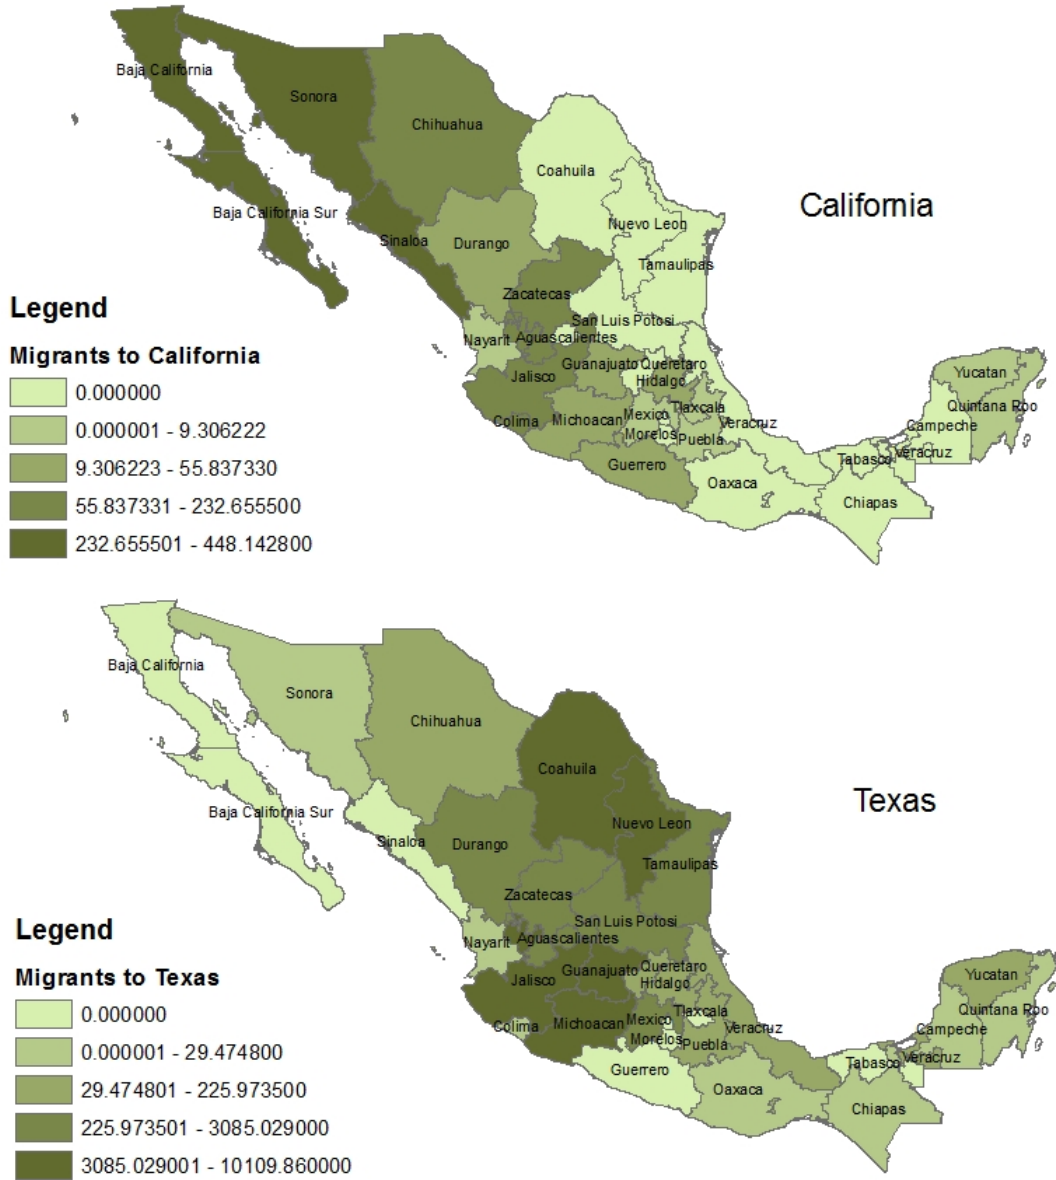 Baja California
Sonora
Chihuahua
Coahuila
Baja California Sur
Nuevo Leon
Sinaloa
Durango
Tamaulipas
Zacatecas
San Luis Potosi
Nayarit
Aguascalientes
Guanajuato
Queretaro
Jalisco
Hidalgo
Colima
Michoacan
Mexico
Tlaxcala
Veracruz
Morelos
Puebla
Guerrero
Oaxaca
Yucatan
Quintana Roo
Campeche
Tabasco
Veracruz
Chiapas
California
Legend
Migrants to California
0.000000
0.000001 - 9.306222
9.306223 - 55.837330
55.837331 - 232.655500
232.655501 - 448.142800
Baja California
Sonora
Chihuahua
Coahuila
Baja California Sur
Nuevo Leon
Sinaloa
Durango
Tamaulipas
Zacatecas
San Luis Potosi
Nayarit
Aguascalientes
Guanajuato
Queretaro
Jalisco
Hidalgo
Colima
Michoacan
Mexico
Tlaxcala
Veracruz
Morelos
Puebla
Guerrero
Oaxaca
Yucatan
Quintana Roo
Campeche
Tabasco
Veracruz
Chiapas
Texas
Legend
Migrants to Texas
0.000000
0.000001 - 29.474800
29.474801 - 225.973500
225.973501 - 3085.029000
3085.029001 - 10109.860000